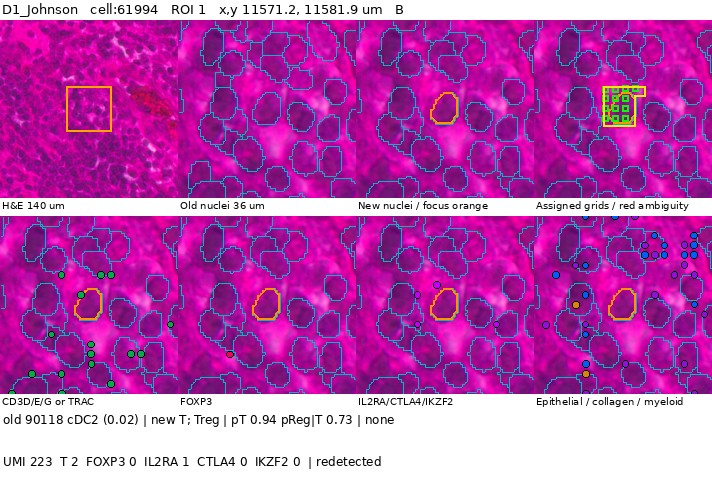 D1_Johnson cell:61994 ROI 1 x,y 11571.2, 11581.9 um B
H&E 140 um
Old nuclei 36 um
New nuclei / focus orange
Assigned grids / red ambiguity
CD3D/E/G or TRAC
FOXP3
IL2RA/CTLA4/IKZF2
Epithelial / collagen / myeloid
old 90118 cDC2 (0.02) | new T; Treg | pT 0.94 pReg|T 0.73 | none
UMI 223 T 2 FOXP3 0 IL2RA 1 CTLA4 0 IKZF2 0 | redetected